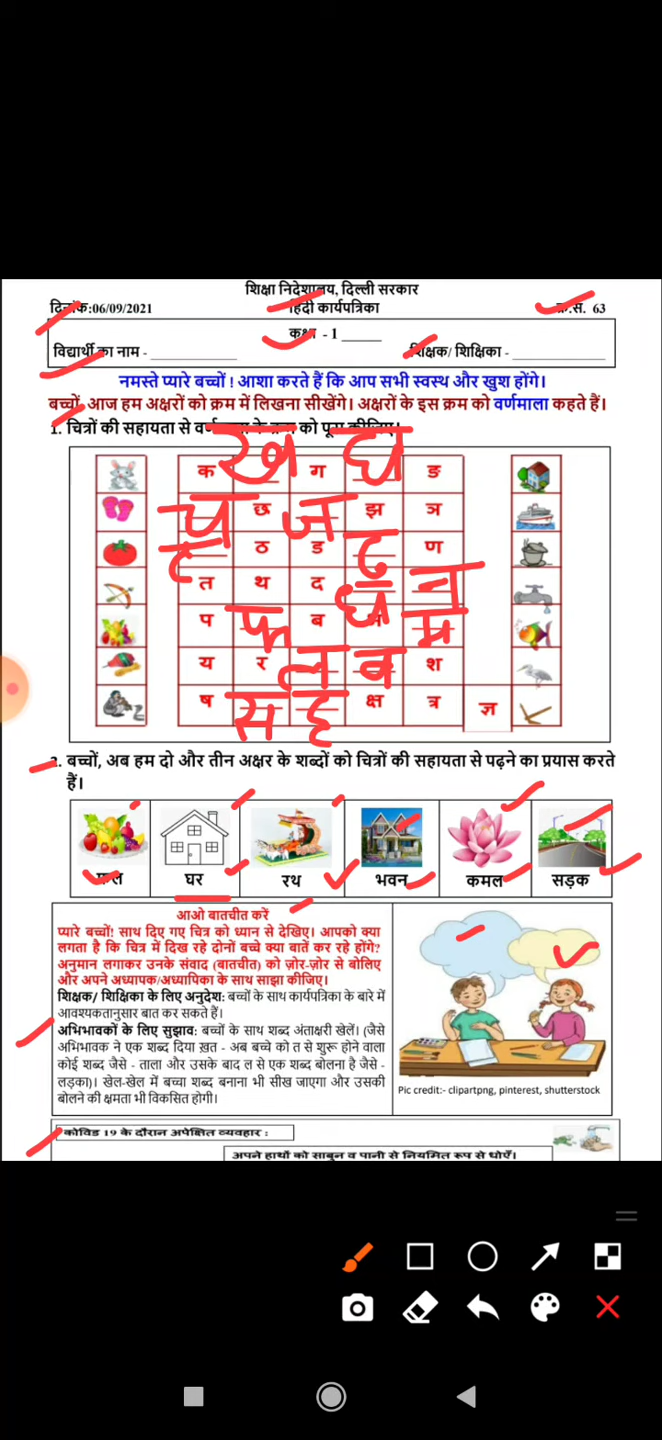 शिक्षा निदेशालय, दिल्ली सरकार
दिनांक:06/09/2021 हिंदी कार्यपत्रिका क्र.स. 63
कक्षा - 1 _____
विद्यार्थी का नाम - ____________ शिक्षक/ शिक्षिका - ____________
नमस्ते प्यारे बच्चों ! आशा करते हैं कि आप सभी स्वस्थ और खुश होंगे।
बच्चों, आज हम अक्षरों को क्रम में लिखना सीखेंगे। अक्षरों के इस क्रम को वर्णमाला कहते हैं।
1. चित्रों की सहायता से वर्णमाला के क्रम को पूरा कीजिए।
क ख ग घ ङ
च छ ज झ ञ
ट ठ ड ढ ण
त थ द ध न
प फ ब भ म
य र ल व श
ष स ह क्ष त्र ज्ञ
2. बच्चों, अब हम दो और तीन अक्षर के शब्दों को चित्रों की सहायता से पढ़ने का प्रयास करते
हैं।
फल घर रथ भवन कमल सड़क
आओ बातचीत करें
प्यारे बच्चों! साथ दिए गए चित्र को ध्यान से देखिए। आपको क्या
लगता है कि चित्र में दिख रहे दोनों बच्चे क्या बातें कर रहे होंगे?
अनुमान लगाकर उनके संवाद (बातचीत) को ज़ोर-ज़ोर से बोलिए
और अपने अध्यापक/अध्यापिका के साथ साझा कीजिए।
शिक्षक/ शिक्षिका के लिए अनुदेश: बच्चों के साथ कार्यपत्रिका के बारे में
आवश्यकतानुसार बात कर सकते हैं।
अभिभावकों के लिए सुझाव: बच्चों के साथ शब्द अंताक्षरी खेलें। (जैसे
अभिभावक ने एक शब्द दिया ख़त - अब बच्चे को त से शुरू होने वाला
कोई शब्द जैसे - ताला और उसके बाद ल से एक शब्द बोलना है जैसे -
लड़का)। खेल-खेल में बच्चा शब्द बनाना भी सीख जाएगा और उसकी
बोलने की क्षमता भी विकसित होगी।
Pic credit:- clipartpng, pinterest, shutterstock
कोविड 19 के दौरान अपेक्षित व्यवहार :
अपने हाथों को साबुन व पानी से नियमित रूप से धोएँ।